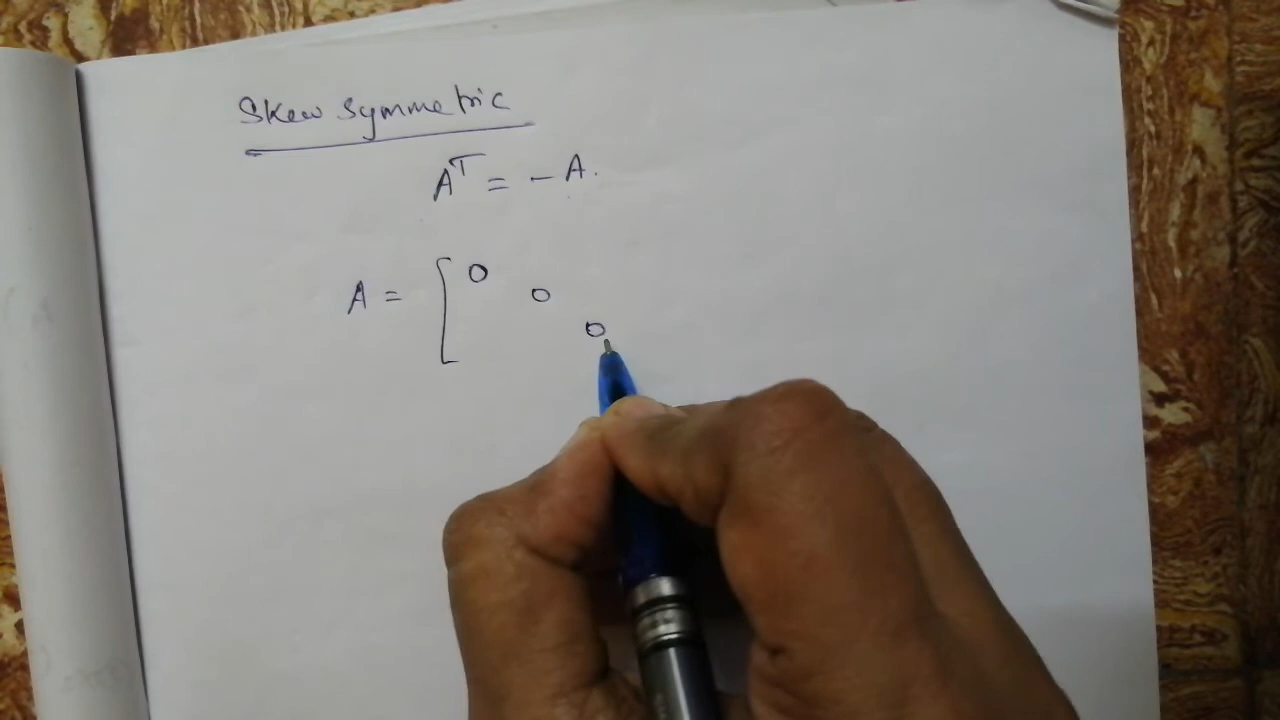 Skew symmetric
Aᵀ = - A.
A = [ 0
0
0